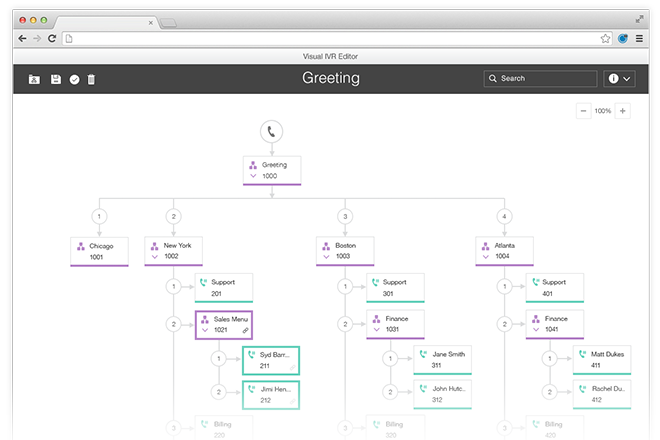 Visual IVR Editor
Greeting
Search
100%
Greeting
1000
1
2
3
4
Chicago
1001
New York
1002
Boston
1003
Atlanta
1004
1
Support
201
1
Support
301
1
Support
401
2
Sales Menu
1021
2
Finance
1031
2
Finance
1041
1
Syd Barr...
211
1
Jane Smith
311
1
Matt Dukes
411
2
Jimi Hen...
212
2
John Hutc..
312
2
Rachel Du..
412
3
Billing
220
3
Billing
320
3
Billing
420